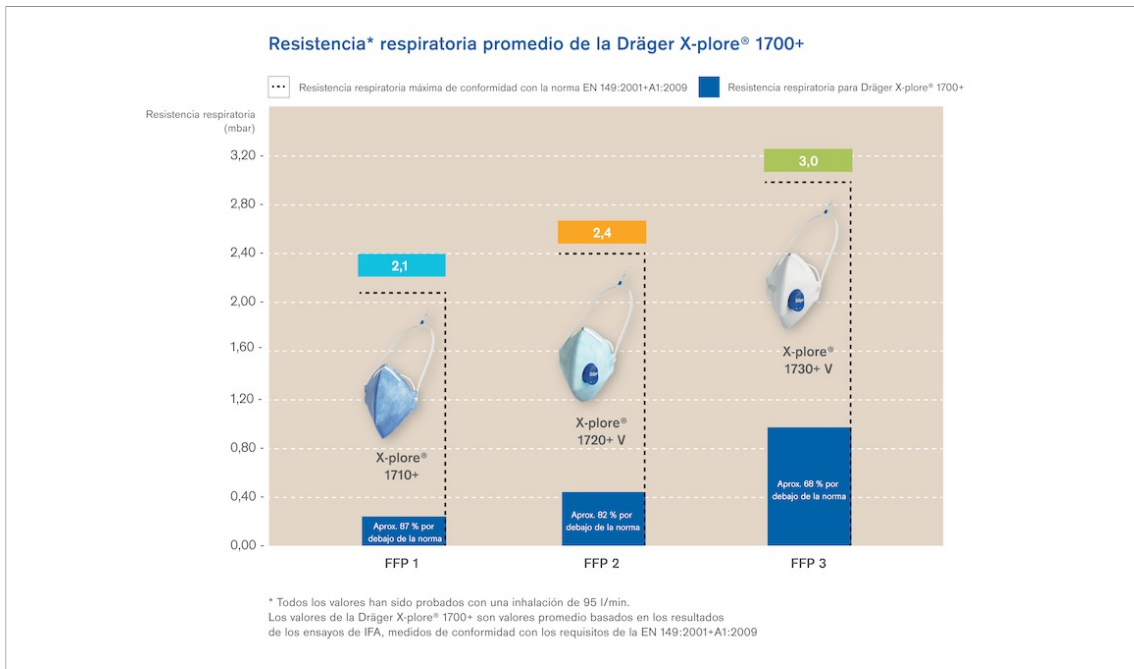 Resistencia* respiratoria promedio de la Dräger X-plore® 1700+
Resistencia respiratoria máxima de conformidad con la norma EN 149:2001+A1:2009
Resistencia respiratoria para Dräger X-plore® 1700+
Resistencia respiratoria
(mbar)
3,20 -
2,80 -
2,40 -
2,00 -
1,60 -
1,20 -
0,80 -
0,40 -
0,00 -
2,1
2,4
3,0
X-plore®
1710+
X-plore®
1720+ V
X-plore®
1730+ V
Aprox. 87 % por
debajo de la norma
Aprox. 82 % por
debajo de la norma
Aprox. 68 % por
debajo de la norma
FFP 1
FFP 2
FFP 3
* Todos los valores han sido probados con una inhalación de 95 l/min.
Los valores de la Dräger X-plore® 1700+ son valores promedio basados en los resultados
de los ensayos de IFA, medidos de conformidad con los requisitos de la EN 149:2001+A1:2009